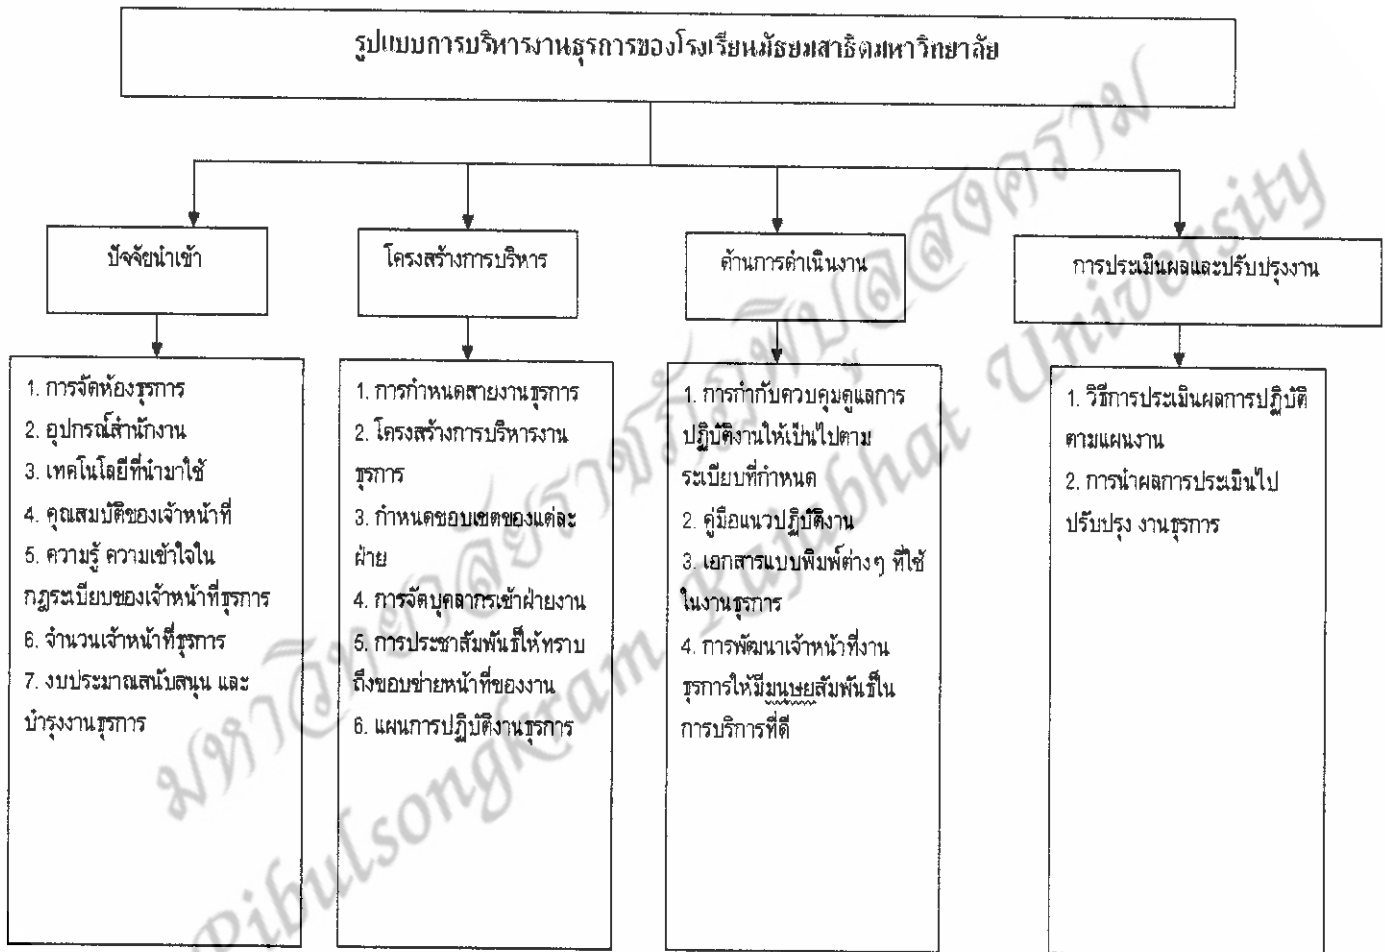 รูปแบบการบริหารงานธุรการของโรงเรียนมัธยมสาธิตมหาวิทยาลัย
ปัจจัยนำเข้า
1. การจัดห้องธุรการ
2. อุปกรณ์สำนักงาน
3. เทคโนโลยีที่นำมาใช้
4. คุณสมบัติของเจ้าหน้าที่
5. ความรู้ ความเข้าใจใน
กฎระเบียบของเจ้าหน้าที่ธุรการ
6. จำนวนเจ้าหน้าที่ธุรการ
7. งบประมาณสนับสนุน และ
บำรุงงานธุรการ
โครงสร้างการบริหาร
1. การกำหนดสายงานธุรการ
2. โครงสร้างการบริหารงาน
ธุรการ
3. กำหนดขอบเขตของแต่ละ
ฝ่าย
4. การจัดบุคลากรเข้าฝ่ายงาน
5. การประชาสัมพันธ์ให้ทราบ
ถึงขอบข่ายหน้าที่ของงาน
6. แผนการปฏิบัติงานธุรการ
ด้านการดำเนินงาน
1. การกำกับควบคุมดูแลการ
ปฏิบัติงานให้เป็นไปตาม
ระเบียบที่กำหนด
2. คู่มือแนวปฏิบัติงาน
3. เอกสารแบบพิมพ์ต่างๆ ที่ใช้
ในงานธุรการ
4. การพัฒนาเจ้าหน้าที่งาน
ธุรการให้มีมนุษยสัมพันธ์ใน
การบริการที่ดี
การประเมินผลและปรับปรุงงาน
1. วิธีการประเมินผลการปฏิบัติ
ตามแผนงาน
2. การนำผลการประเมินไป
ปรับปรุง งานธุรการ
มหาวิทยาลัยราชภัฏพิบูลสงคราม
Pibulsongkram Rajabhat University